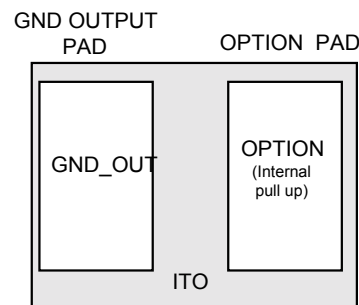 GND OUTPUT
PAD
OPTION PAD
GND_OUT
OPTION
(Internal
pull up)
ITO